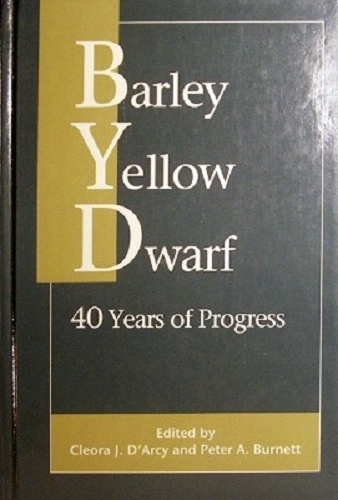 Barley
Yellow
Dwarf
40 Years of Progress
Edited by
Cleora J. D'Arcy and Peter A. Burnett